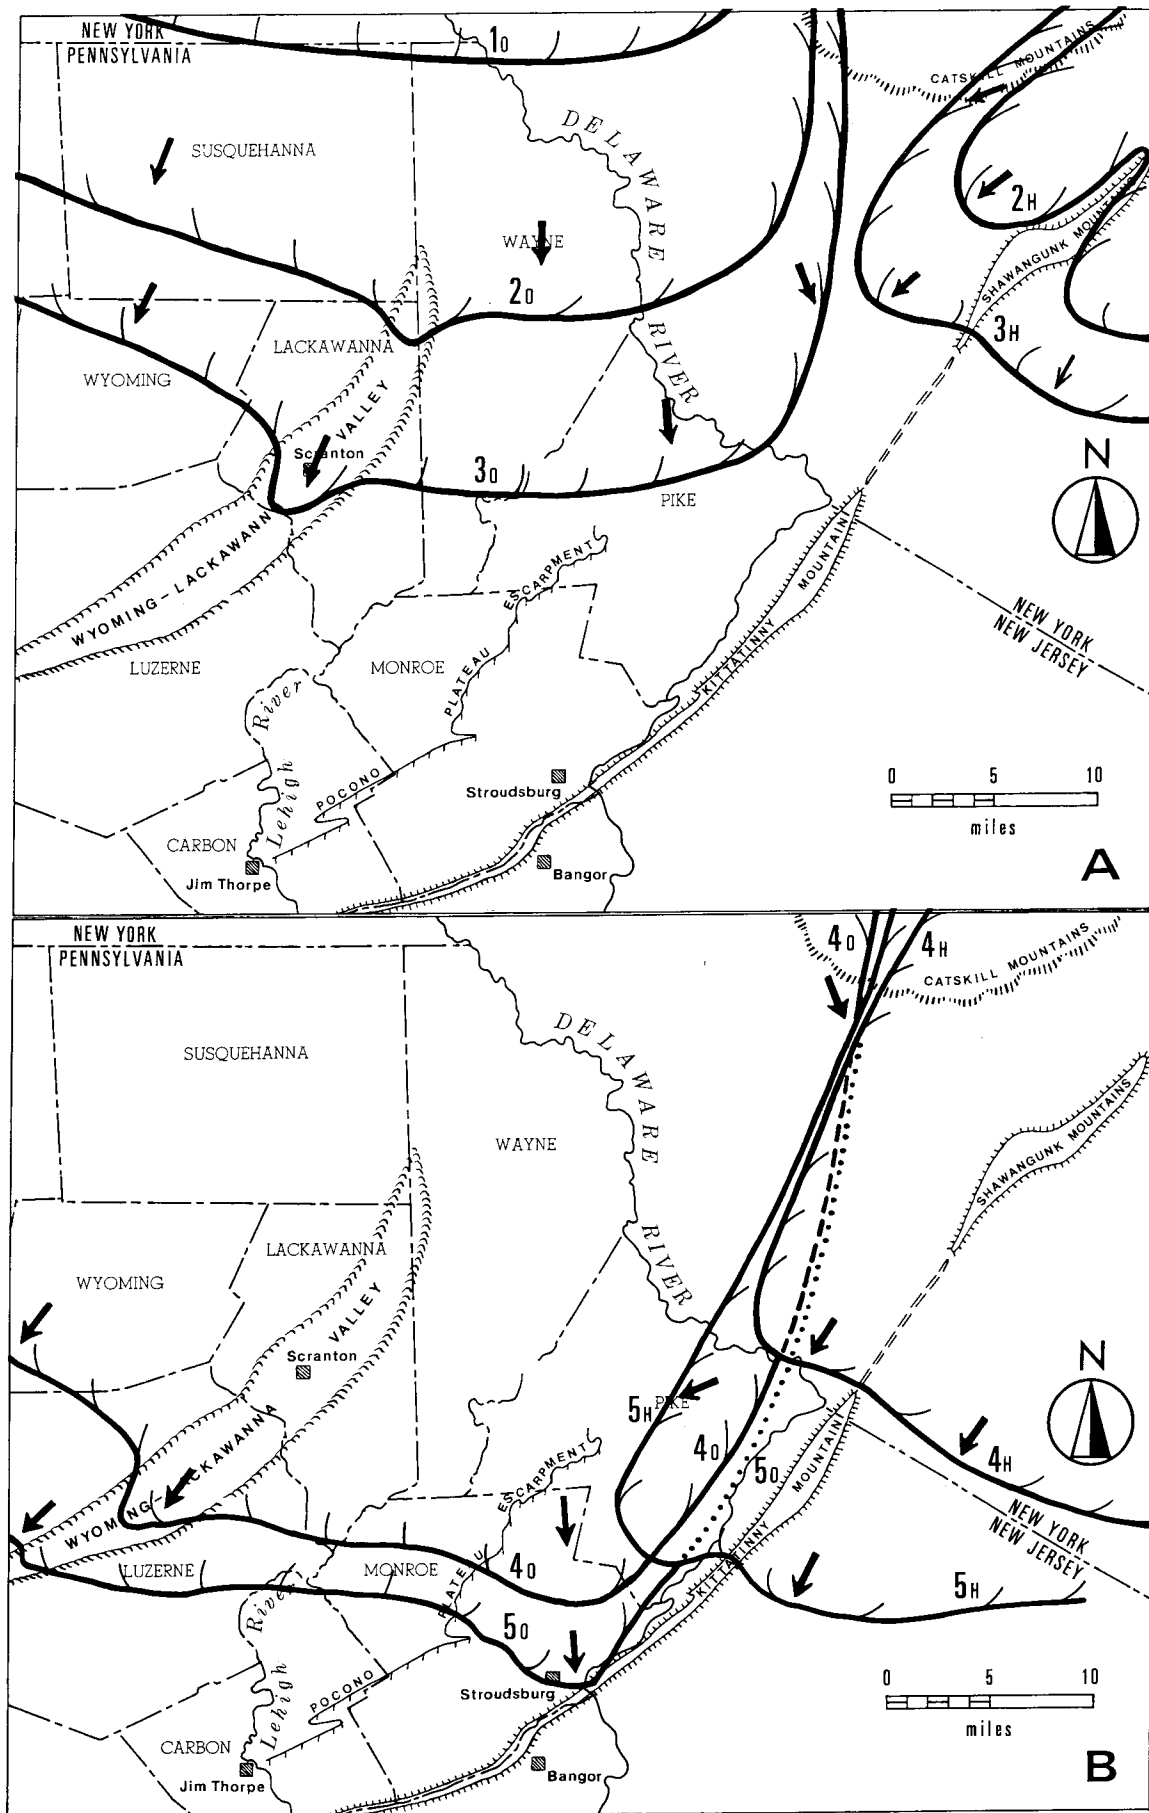 NEW YORK
PENNSYLVANIA
1O
CATSKILL MOUNTAINS
DELAWARE
RIVER
SUSQUEHANNA
WAYNE
2H
SHAWANGUNK MOUNTAINS
2O
3H
LACKAWANNA
WYOMING
VALLEY
Scranton
3O
N
PIKE
WYOMING-LACKAWANN
ESCARPMENT
MOUNTAIN
NEW YORK
NEW JERSEY
LUZERNE
MONROE
PLATEAU
KITTATINNY
River
Lehigh
POCONO
Stroudsburg
0 5 10
miles
CARBON
Jim Thorpe
Bangor
A
NEW YORK
PENNSYLVANIA
4O
4H
CATSKILL MOUNTAINS
DELAWARE
RIVER
SUSQUEHANNA
WAYNE
SHAWANGUNK MOUNTAINS
LACKAWANNA
WYOMING
VALLEY
Scranton
N
5H
PIKE
4O
5O
4H
WYOMING-LACKAWANNA
ESCARPMENT
MOUNTAIN
NEW YORK
NEW JERSEY
LUZERNE
MONROE
4O
PLATEAU
KITTATINNY
5H
5O
River
Lehigh
POCONO
Stroudsburg
0 5 10
miles
CARBON
Jim Thorpe
Bangor
B